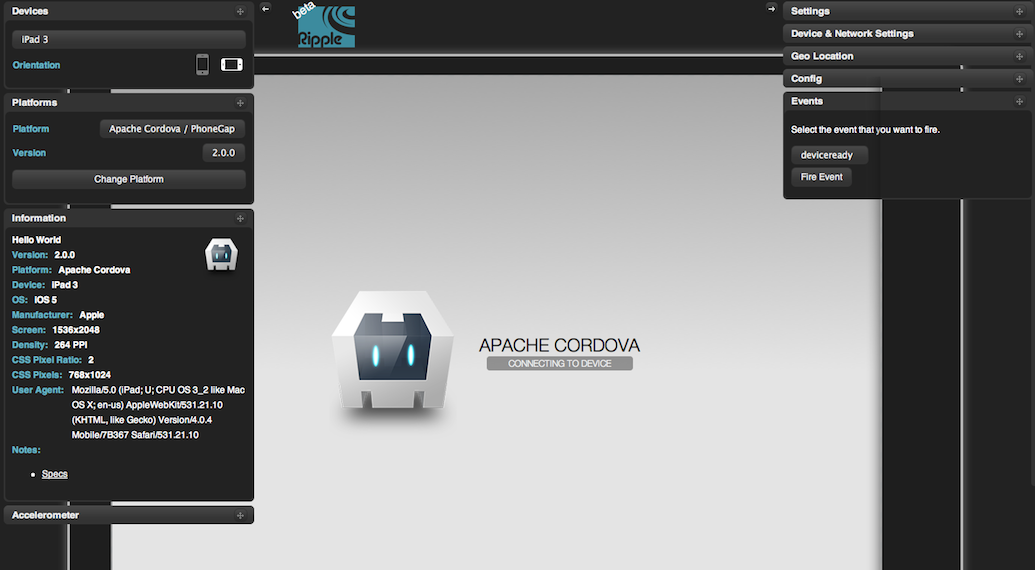 Devices
iPad 3
Orientation
Platforms
Platform Apache Cordova / PhoneGap
Version 2.0.0
Change Platform
Information
Hello World
Version: 2.0.0
Platform: Apache Cordova
Device: iPad 3
OS: iOS 5
Manufacturer: Apple
Screen: 1536x2048
Density: 264 PPI
CSS Pixel Ratio: 2
CSS Pixels: 768x1024
User Agent: Mozilla/5.0 (iPad; U; CPU OS 3_2 like Mac
OS X; en-us) AppleWebKit/531.21.10
(KHTML, like Gecko) Version/4.0.4
Mobile/7B367 Safari/531.21.10
Notes:
Specs
Accelerometer
beta
Ripple
APACHE CORDOVA
CONNECTING TO DEVICE
Settings
Device & Network Settings
Geo Location
Config
Events
Select the event that you want to fire.
deviceready
Fire Event